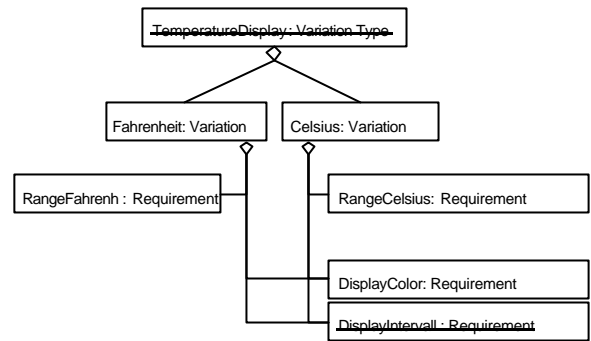 TemperatureDisplay: Variation Type
Fahrenheit: Variation
Celsius: Variation
RangeFahrenh : Requirement
RangeCelsius: Requirement
DisplayColor: Requirement
DisplayIntervall : Requirement